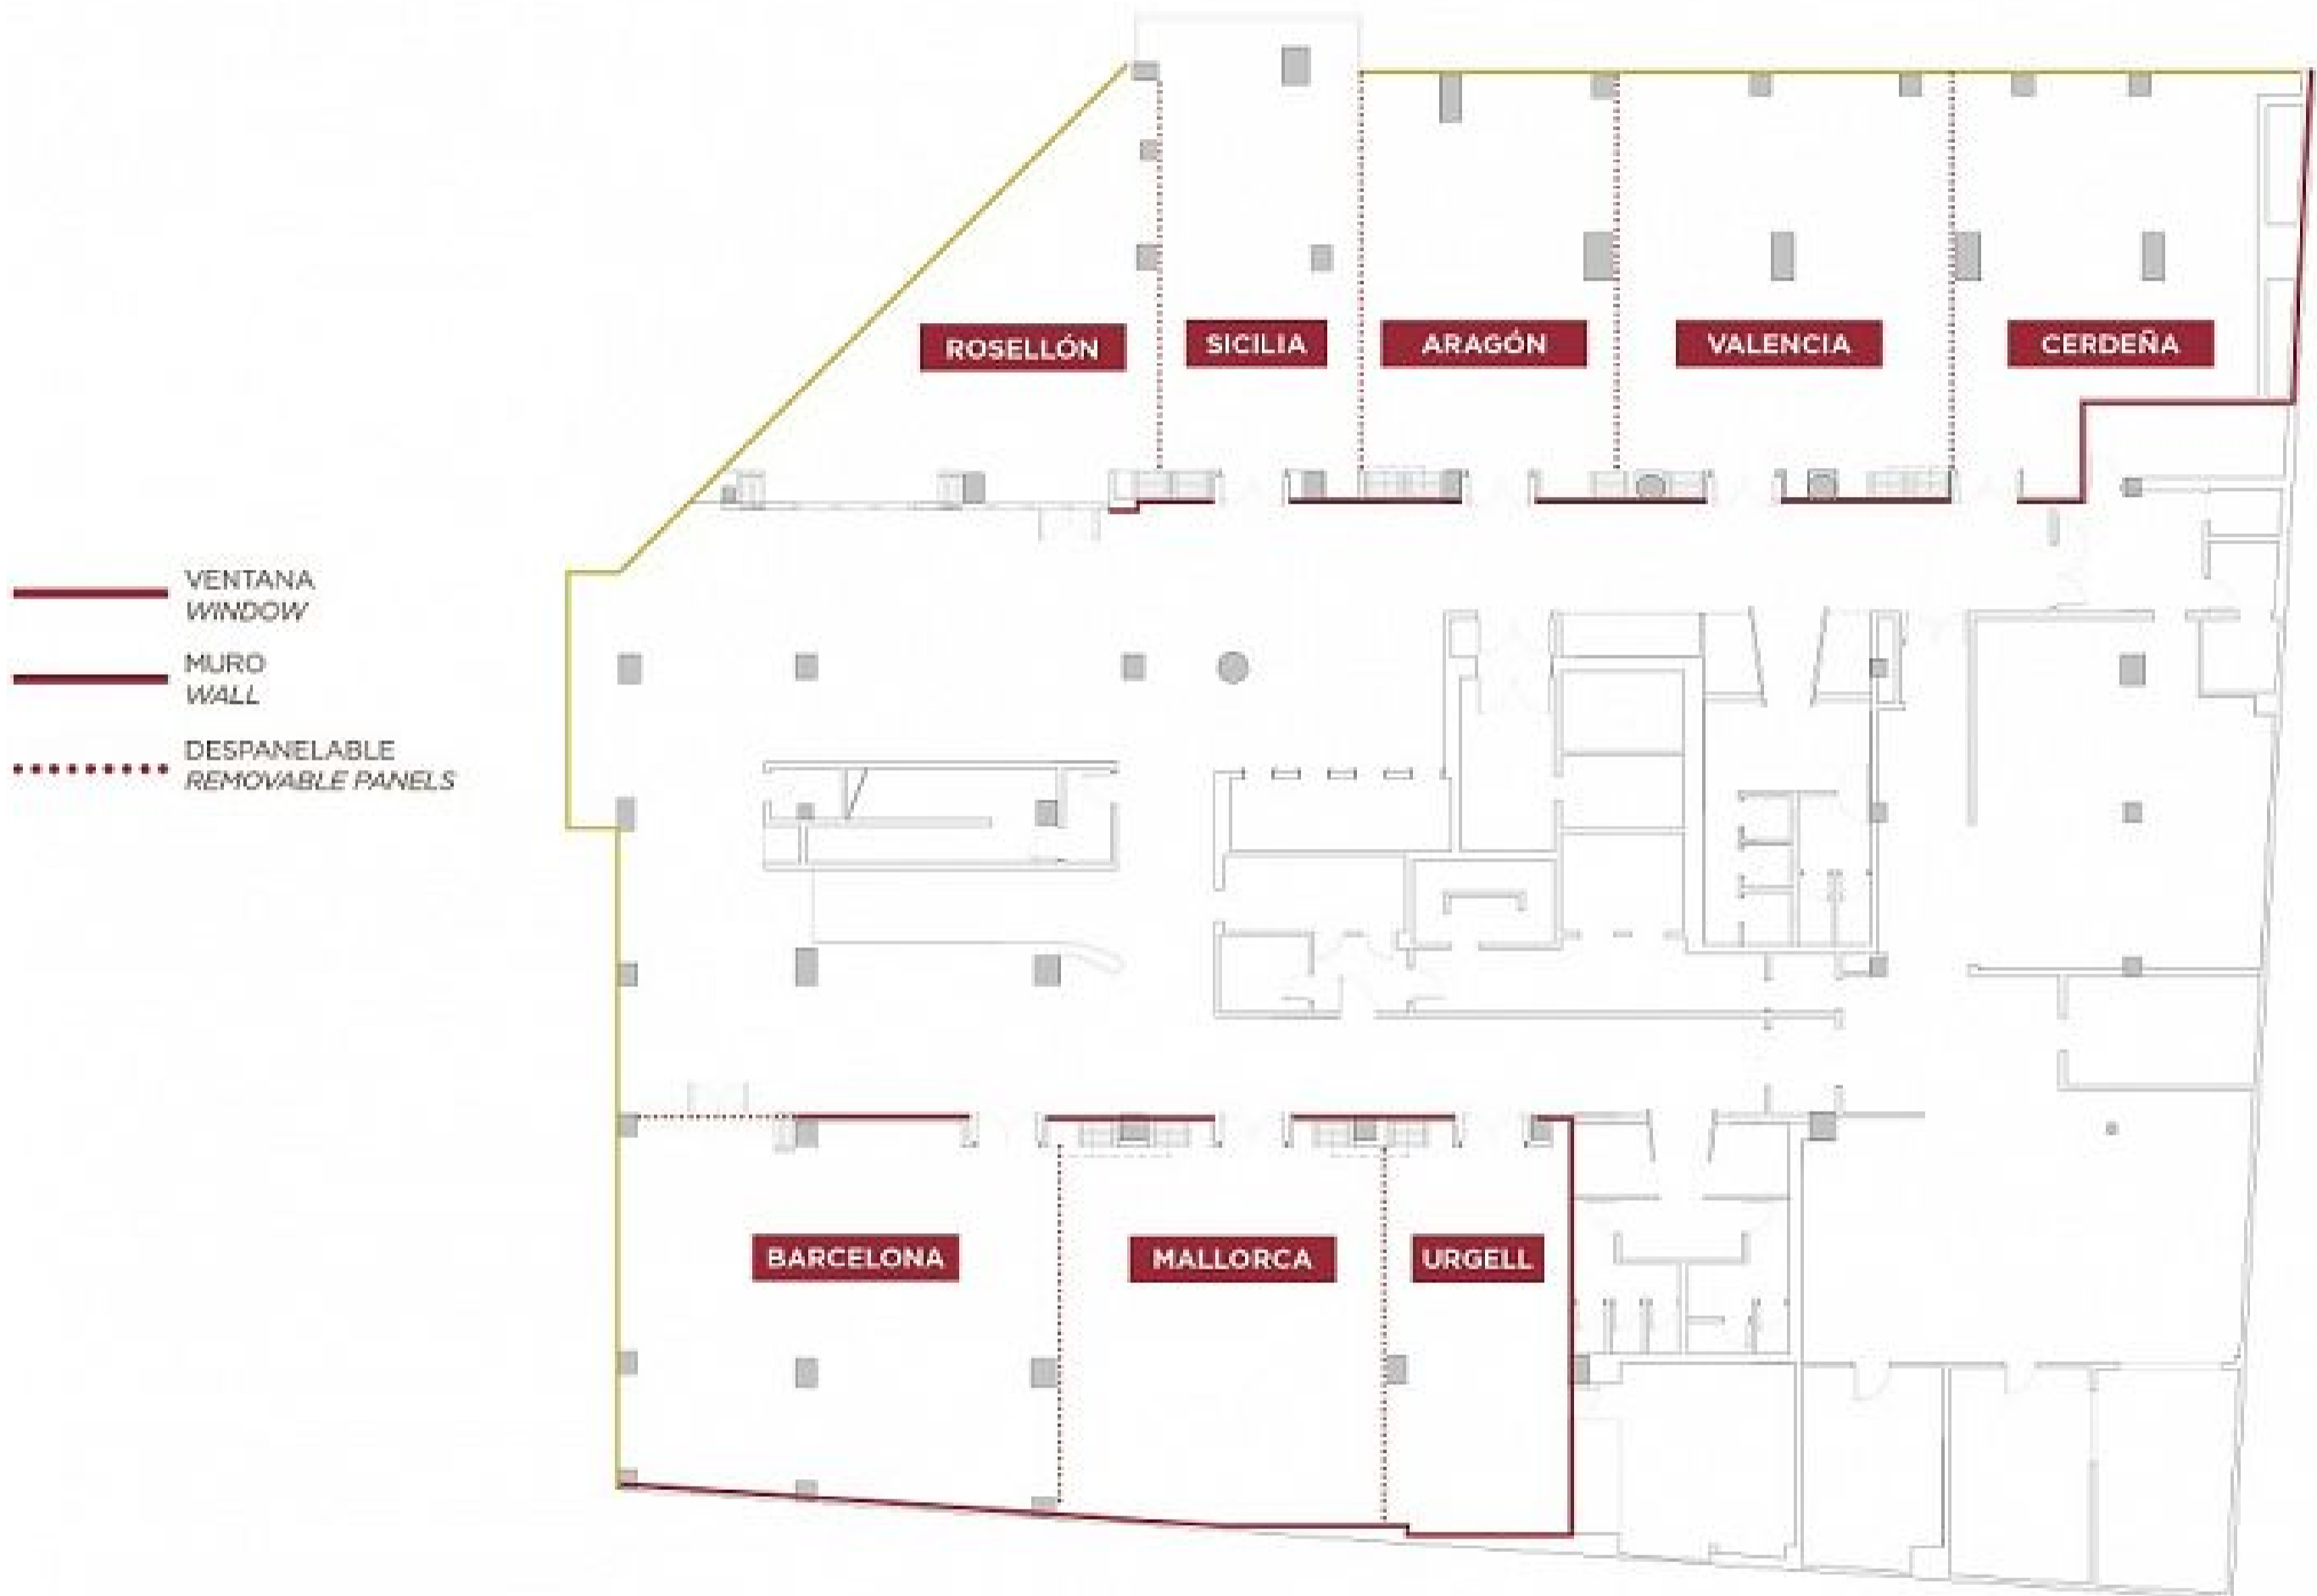 ROSELLÓN
SICILIA
ARAGÓN
VALENCIA
CERDEÑA
VENTANA
WINDOW
MURO
WALL
DESPANELABLE
REMOVABLE PANELS
BARCELONA
MALLORCA
URGELL